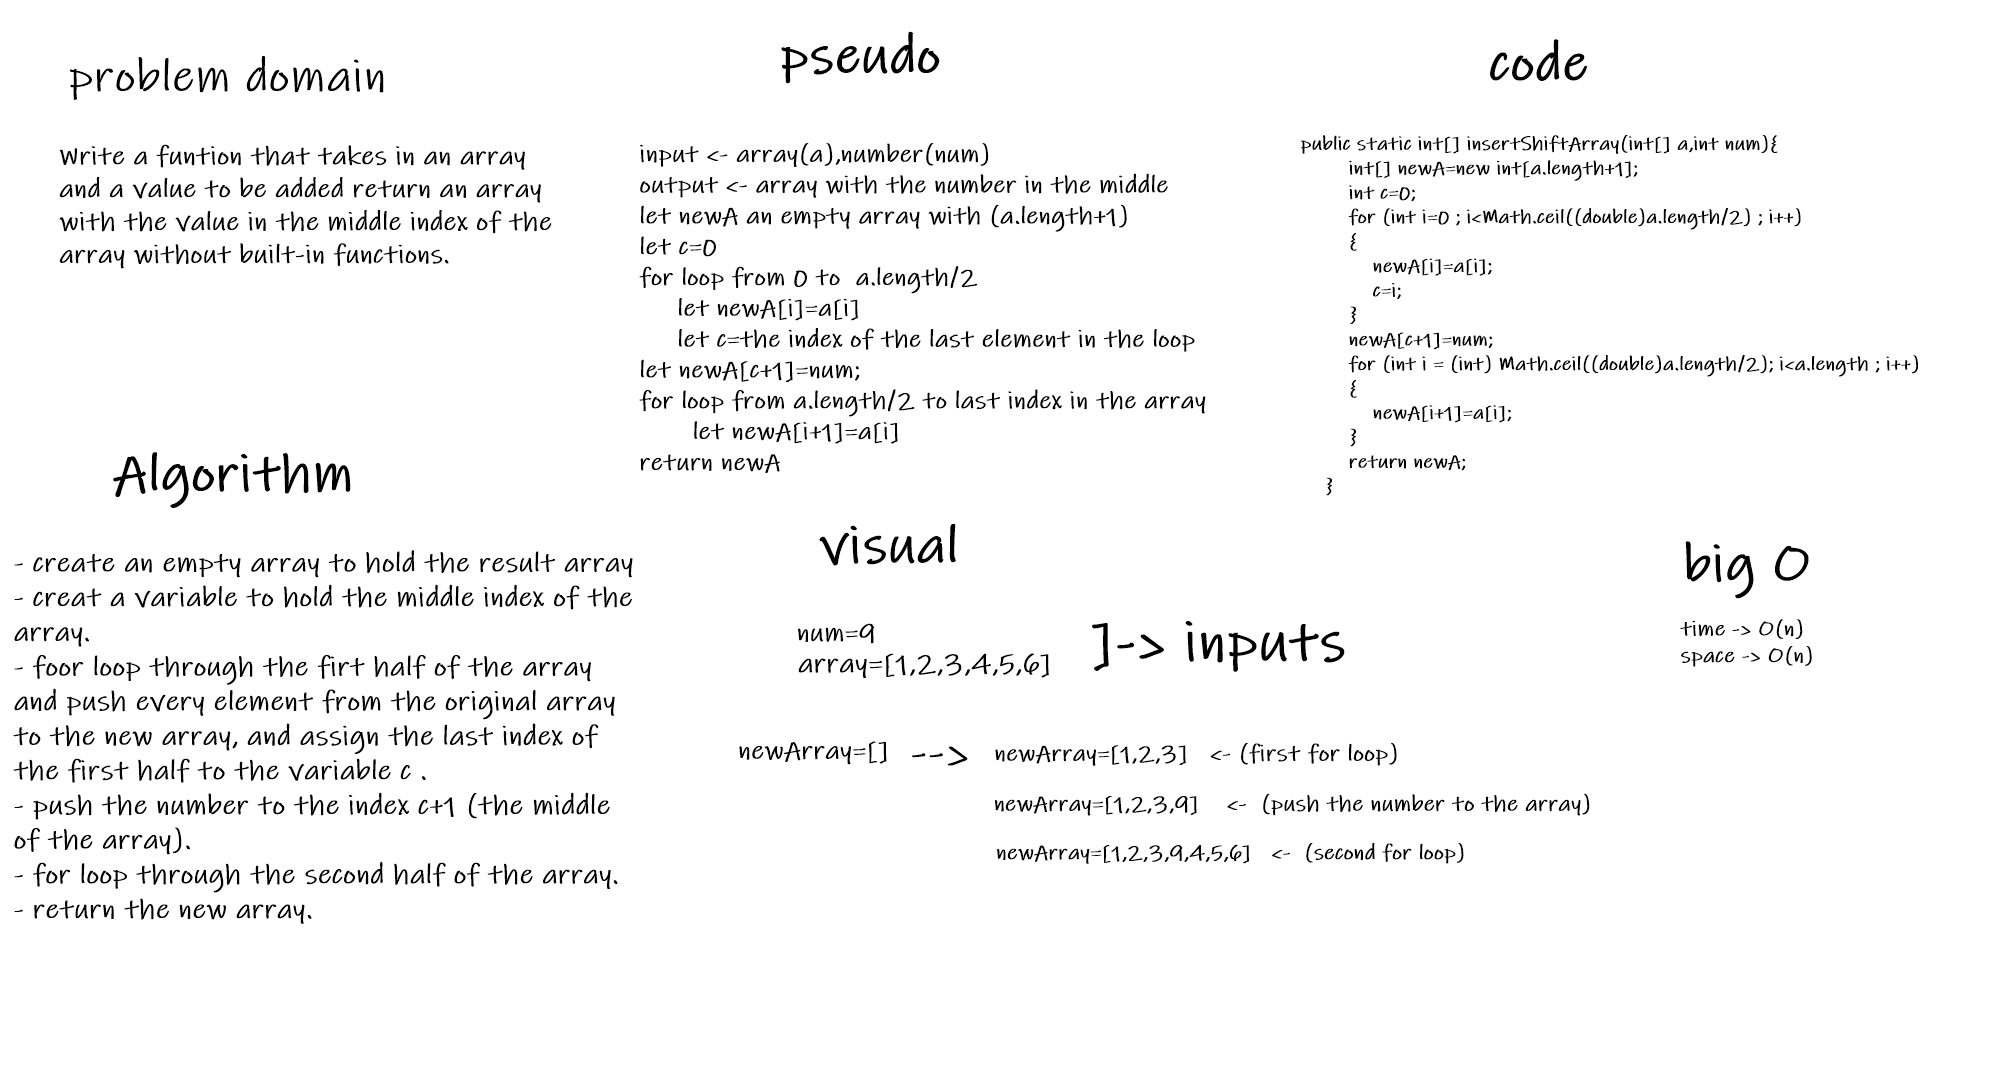 problem domain
Write a funtion that takes in an array
and a value to be added return an array
with the value in the middle index of the
array without built-in functions.
Algorithm
- create an empty array to hold the result array
- creat a variable to hold the middle index of the
array.
- foor loop through the firt half of the array
and push every element from the original array
to the new array, and assign the last index of
the first half to the variable c .
- push the number to the index c+1 (the middle
of the array).
- for loop through the second half of the array.
- return the new array.
pseudo
input <- array(a),number(num)
output <- array with the number in the middle
let newA an empty array with (a.length+1)
let c=0
for loop from 0 to  a.length/2
let newA[i]=a[i]
let c=the index of the last element in the loop
let newA[c+1]=num;
for loop from a.length/2 to last index in the array
let newA[i+1]=a[i]
return newA
code
public static int[] insertShiftArray(int[] a,int num){
int[] newA=new int[a.length+1];
int c=0;
for (int i=0 ; i<Math.ceil((double)a.length/2) ; i++)
{
newA[i]=a[i];
c=i;
}
newA[c+1]=num;
for (int i = (int) Math.ceil((double)a.length/2); i<a.length ; i++)
{
newA[i+1]=a[i];
}
return newA;
}
visual
num=9
array=[1,2,3,4,5,6]
]-> inputs
newArray=[] --> newArray=[1,2,3] <- (first for loop)
newArray=[1,2,3,9] <- (push the number to the array)
newArray=[1,2,3,9,4,5,6] <- (second for loop)
big O
time -> O(n)
space -> O(n)